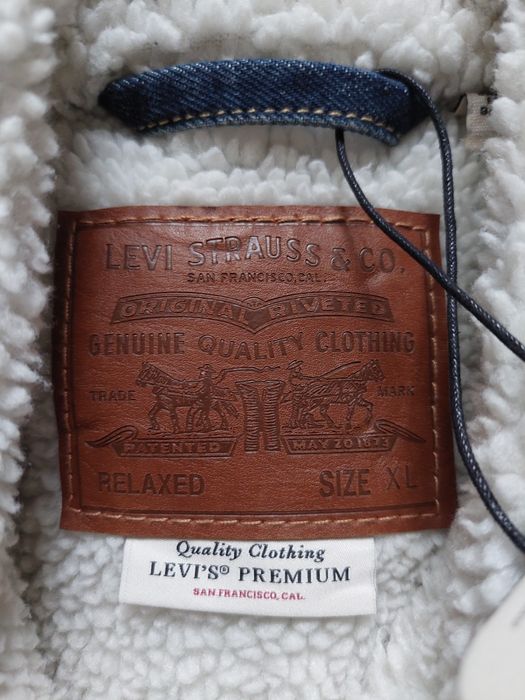 LEVI STRAUSS & CO.
SAN FRANCISCO, CAL.
ORIGINAL RIVETED
GENUINE QUALITY CLOTHING
TRADE MARK
PATENTED MAY 20 1873
RELAXED SIZE XL
Quality Clothing
LEVI'S® PREMIUM
SAN FRANCISCO, CAL.